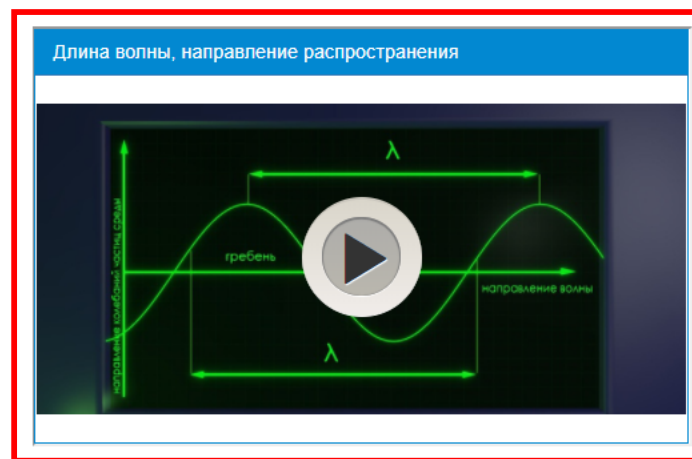 Длина волны, направление распространения
λ
гребень
направление колебаний частиц среды
направление волны
λ